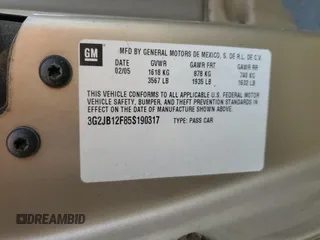 GM
MFD BY GENERAL MOTORS DE MEXICO, S. DE R.L. DE C.V.
DATE GVWR GAWR FRT GAWR RR
02/05 1618 KG 878 KG 740 KG
3567 LB 1935 LB 1632 LB
THIS VEHICLE CONFORMS TO ALL APPLICABLE U.S. FEDERAL MOTOR
VEHICLE SAFETY, BUMPER, AND THEFT PREVENTION STANDARDS IN
EFFECT ON THE DATE OF MANUFACTURE SHOWN ABOVE.
3G2JB12F85S190317 TYPE: PASS CAR
DREAMBID